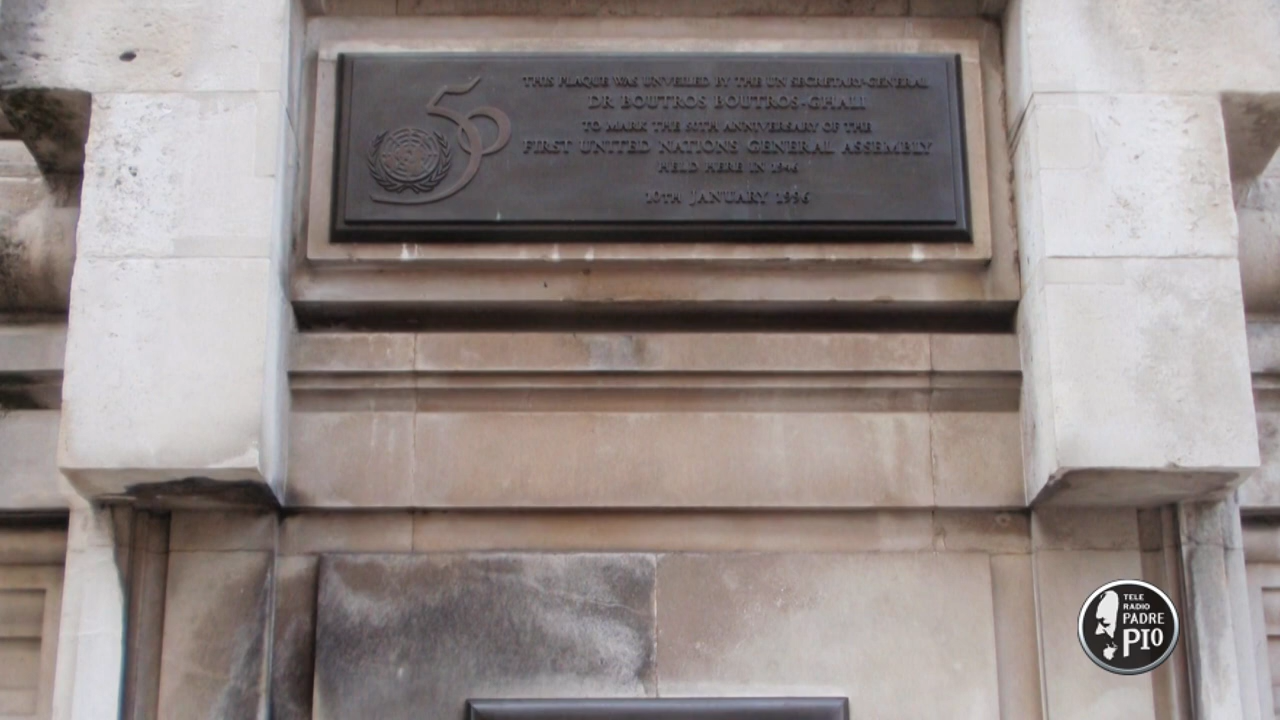 50
THIS PLAQUE WAS UNVEILED BY THE UN SECRETARY-GENERAL
DR BOUTROS BOUTROS-GHALI
TO MARK THE 50TH ANNIVERSARY OF THE
FIRST UNITED NATIONS GENERAL ASSEMBLY
HELD HERE IN 1946
10TH JANUARY 1996
TELE
RADIO
PADRE
PIO